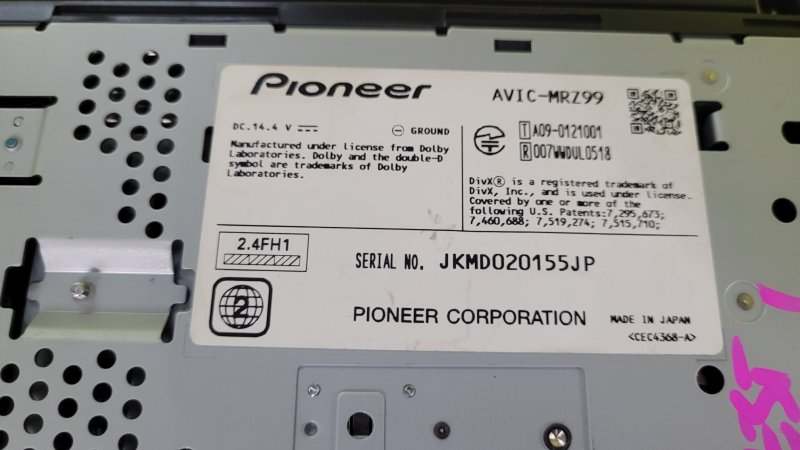 Pioneer
AVIC-MRZ99
DC.14.4 V
GROUND
Manufactured under license from Dolby
Laboratories. Dolby and the double-D
symbol are trademarks of Dolby
Laboratories.
T A09-0121001
R 007WWDUL0518
DivX® is a registered trademark of
DivX, Inc., and is used under license.
Covered by one or more of the
following U.S. Patents:7,295,673;
7,460,688; 7,519,274; 7,515,710;
2.4FH1
SERIAL NO. JKMD020155JP
2
PIONEER CORPORATION
MADE IN JAPAN
<CEC4368-A>